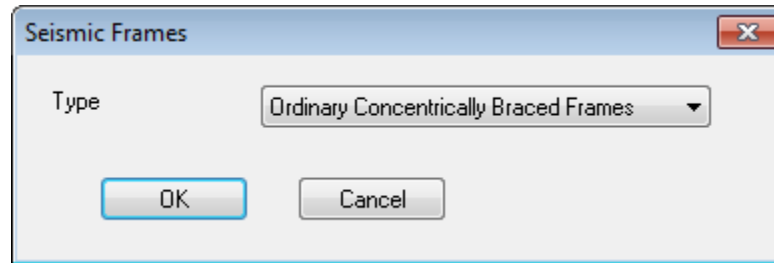 Seismic Frames
Type Ordinary Concentrically Braced Frames
OK Cancel